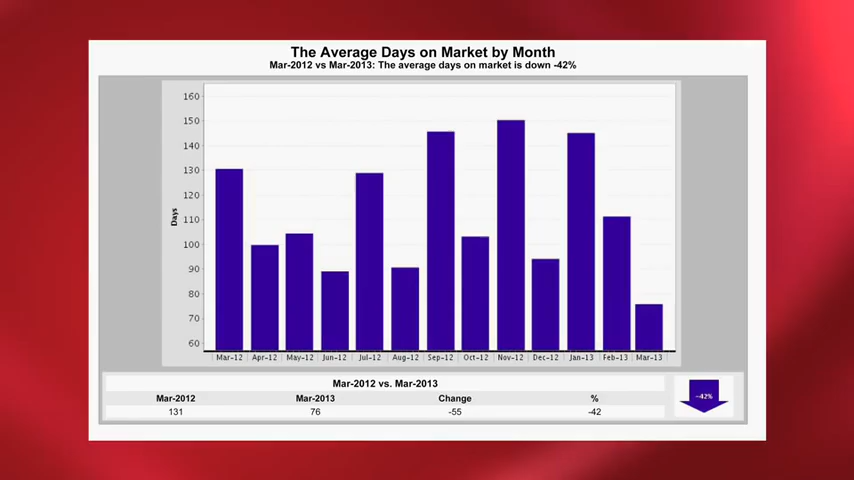 The Average Days on Market by Month
Mar-2012 vs Mar-2013: The average days on market is down -42%
160
150
140
130
120
110
100
90
80
70
60
Days
Mar-12 Apr-12 May-12 Jun-12 Jul-12 Aug-12 Sep-12 Oct-12 Nov-12 Dec-12 Jan-13 Feb-13 Mar-13
Mar-2012 vs. Mar-2013
Mar-2012 Mar-2013 Change %
131 76 -55 -42
-42%